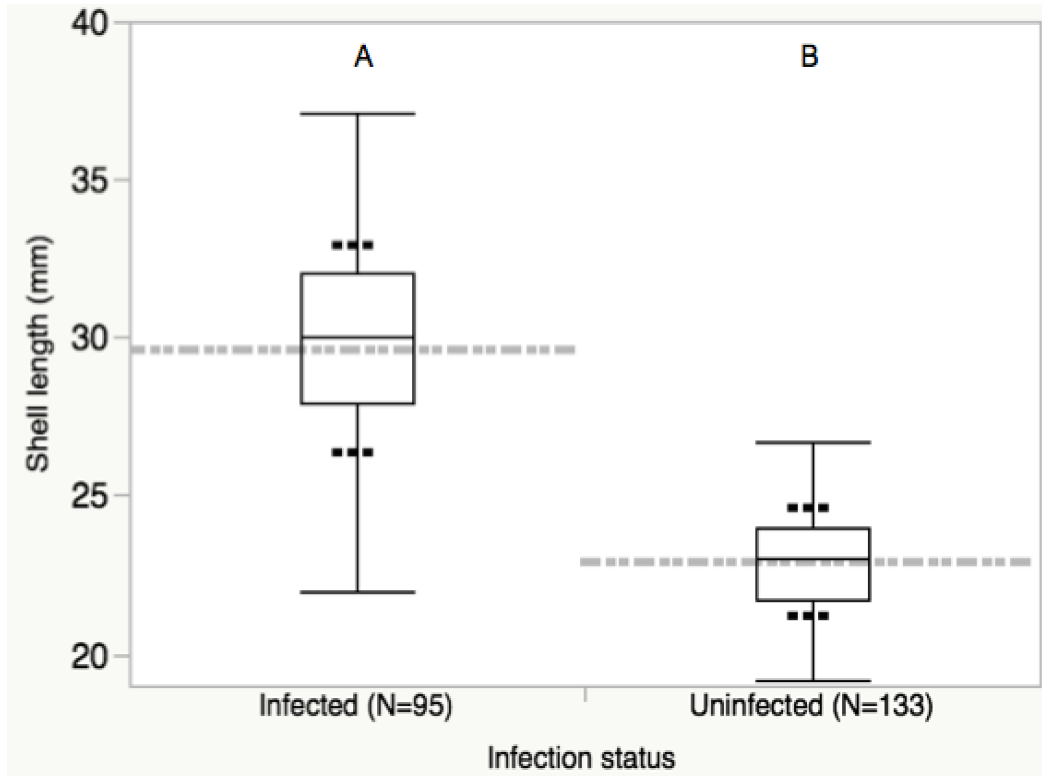 40
A
B
35
30
25
20
Shell length (mm)
Infected (N=95)
Uninfected (N=133)
Infection status